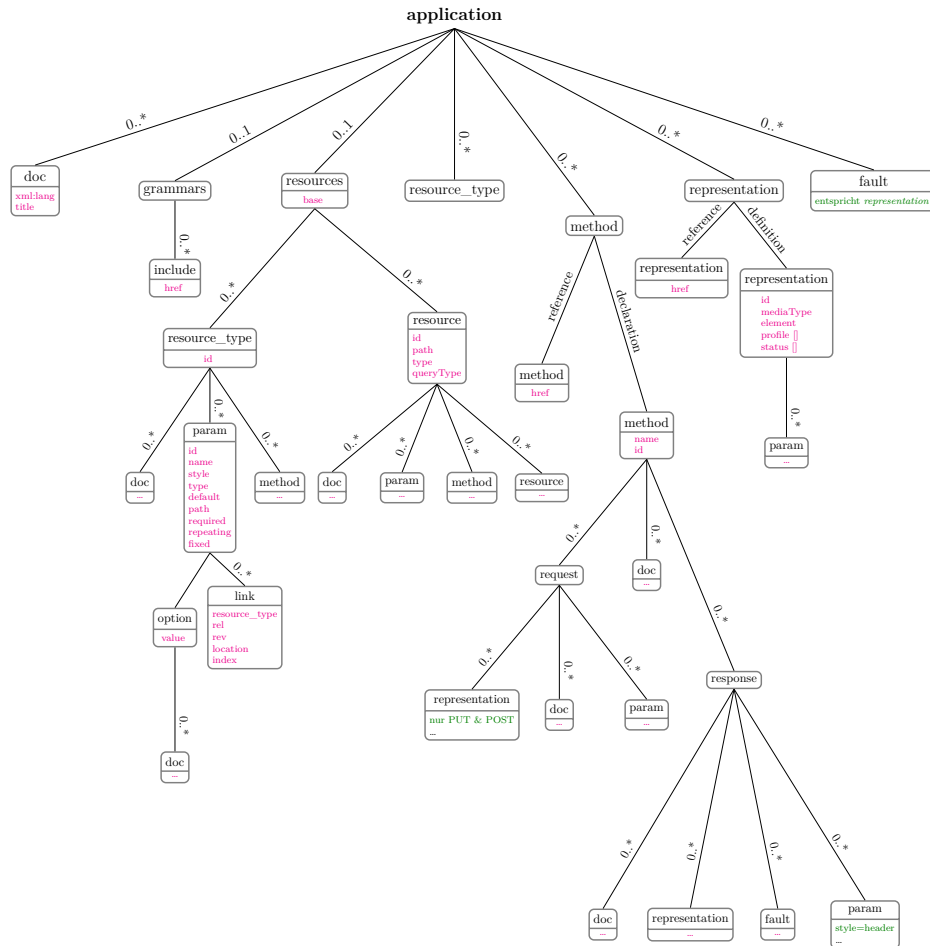 application
0..*
0..1
0..1
0..*
0..*
0..*
0..*
doc
xml:lang
title
grammars
resources
base
resource_type
method
representation
fault
entspricht representation
0..*
include
href
0..*
0..*
reference
declaration
reference
definition
representation
href
representation
id
mediaType
element
profile []
status []
resource_type
id
resource
id
path
type
queryType
method
href
method
name
id
0..*
param
...
0..*
0..*
0..*
doc
...
param
id
name
style
type
default
path
required
repeating
fixed
method
...
0..*
0..*
0..*
0..*
doc
...
param
...
method
...
resource
...
0..*
0..*
0..*
request
doc
...
response
0..*
option
value
link
resource_type
rel
rev
location
index
0..*
doc
...
0..*
0..*
0..*
representation
nur PUT & POST
...
doc
...
param
...
0..*
0..*
0..*
0..*
doc
...
representation
...
fault
...
param
style=header
...